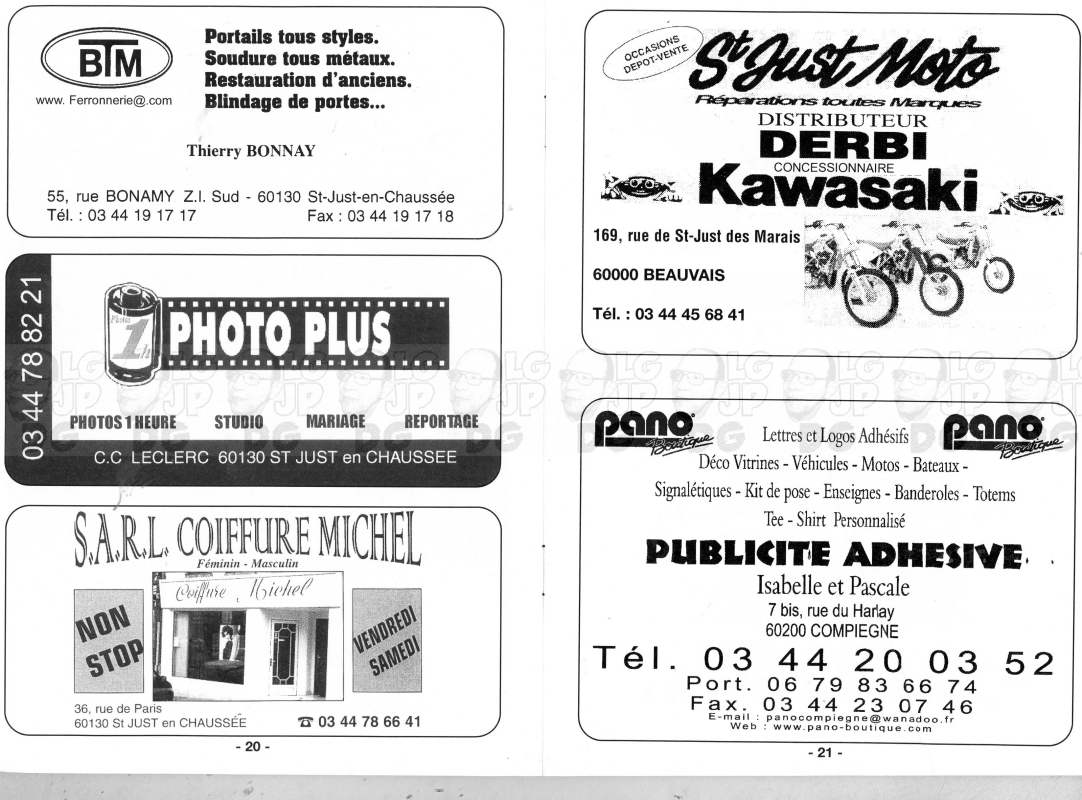 BTM
www. Ferronnerie@.com
Portails tous styles.
Soudure tous métaux.
Restauration d'anciens.
Blindage de portes...
Thierry BONNAY
55, rue BONAMY Z.I. Sud - 60130 St-Just-en-Chaussée
Tél. : 03 44 19 17 17 Fax : 03 44 19 17 18
03 44 78 82 21
Photo
1h
PHOTO PLUS
PHOTOS 1 HEURE STUDIO MARIAGE REPORTAGE
C.C LECLERC 60130 ST JUST en CHAUSSEE
S.A.R.L. COIFFURE MICHEL
Féminin - Masculin
Coiffure Michel
NON
STOP
VENDREDI
SAMEDI
36, rue de Paris
60130 St JUST en CHAUSSÉE
☎ 03 44 78 66 41
- 20 -
OCCASIONS
DEPOT-VENTE
St Just Moto
Réparations toutes Marques
DISTRIBUTEUR
DERBI
CONCESSIONNAIRE
Kawasaki
169, rue de St-Just des Marais
60000 BEAUVAIS
Tél. : 03 44 45 68 41
pano
Boutique
pano
Boutique
Lettres et Logos Adhésifs
Déco Vitrines - Véhicules - Motos - Bateaux -
Signalétiques - Kit de pose - Enseignes - Banderoles - Totems
Tee - Shirt Personnalisé
PUBLICITE ADHESIVE
Isabelle et Pascale
7 bis, rue du Harlay
60200 COMPIEGNE
Tél. 03 44 20 03 52
Port. 06 79 83 66 74
Fax. 03 44 23 07 46
E-mail : panocompiegne@wanadoo.fr
Web : www.pano-boutique.com
- 21 -
LG JP DG